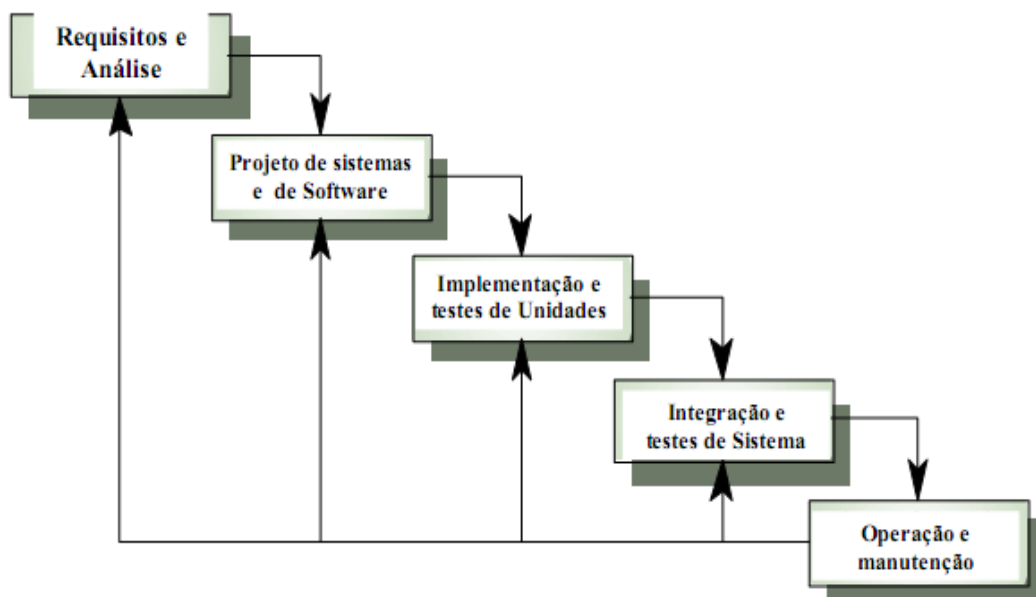 Requisitos e
Análise
Projeto de sistemas
e de Software
Implementação e
testes de Unidades
Integração e
testes de Sistema
Operação e
manutenção